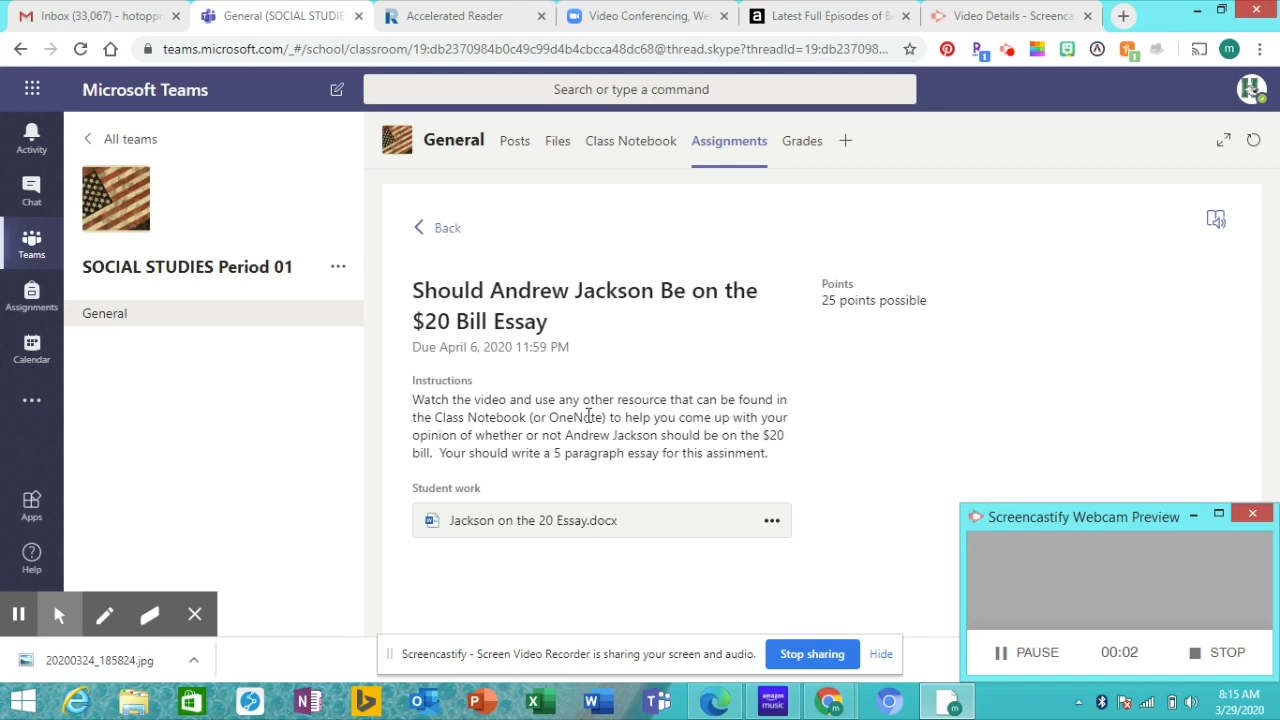 Inbox (33,067) - hotoppr
General (SOCIAL STUDIE
Accelerated Reader
Video Conferencing, We
Latest Full Episodes of B
Video Details - Screenca
teams.microsoft.com/_#/school/classroom/19:db2370984b0c49c99d4b4cbcca48dc68@thread.skype?threadId=19:db237098...
Microsoft Teams
Search or type a command
Activity
Chat
Teams
Assignments
Calendar
Apps
Help
All teams
SOCIAL STUDIES Period 01
General
General
Posts
Files
Class Notebook
Assignments
Grades
Back
Should Andrew Jackson Be on the
$20 Bill Essay
Due April 6, 2020 11:59 PM
Points
25 points possible
Instructions
Watch the video and use any other resource that can be found in
the Class Notebook (or OneNote) to help you come up with your
opinion of whether or not Andrew Jackson should be on the $20
bill. Your should write a 5 paragraph essay for this assinment.
Student work
Jackson on the 20 Essay.docx
Screencastify Webcam Preview
PAUSE
00:02
STOP
20200324_185824.jpg
Screencastify - Screen Video Recorder is sharing your screen and audio.
Stop sharing
Hide
8:15 AM
3/29/2020